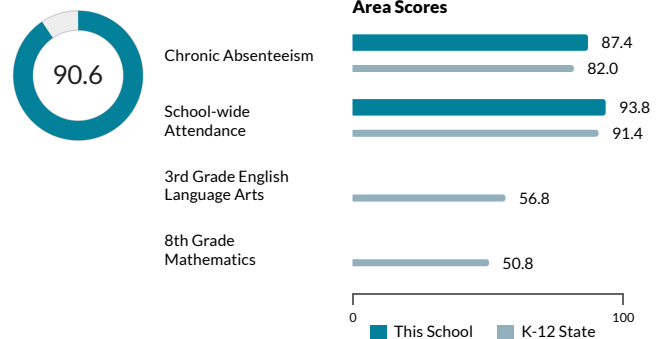 Area Scores
90.6
Chronic Absenteeism
87.4
82.0
School-wide
Attendance
93.8
91.4
3rd Grade English
Language Arts
56.8
8th Grade
Mathematics
50.8
0
100
This School
K-12 State